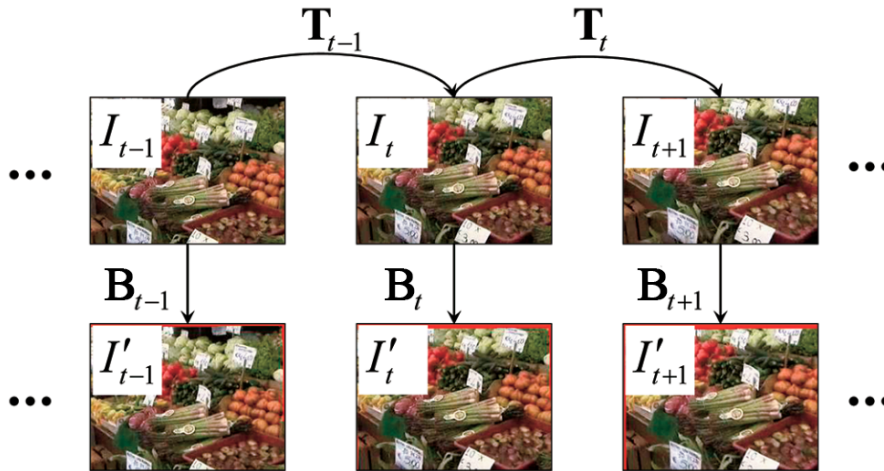 T_{t-1} T_t
I_{t-1} I_t I_{t+1}
... ...
B_{t-1} B_t B_{t+1}
I'_{t-1} I'_t I'_{t+1}
... ...